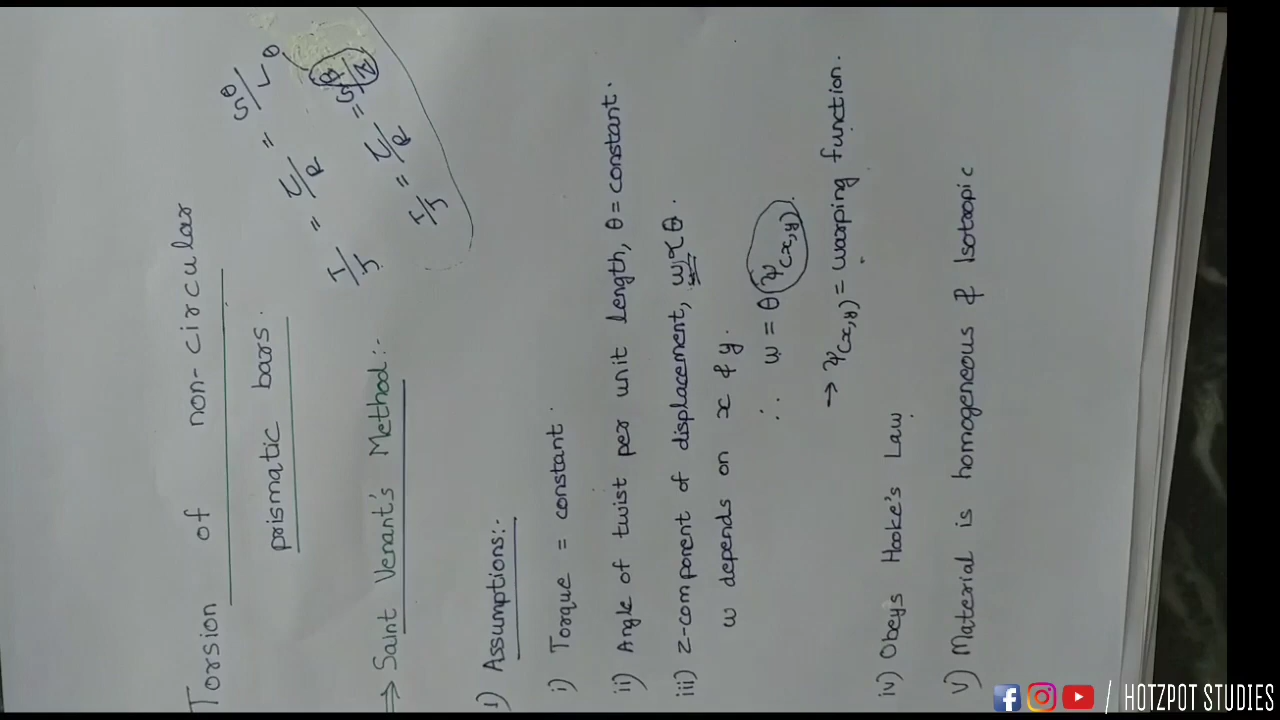 Torsion of non-circular
prismatic bars.
T/J = τ/R = Gθ/L
T/J = τ/R =
θ
⇒ Saint Venant's Method:-
1) Assumptions:-
i) Torque = constant.
ii) Angle of twist per unit length, θ = constant.
iii) z-component of displacement, w ∝ θ.
w depends on x & y.
∴ w = θ ψ(x,y).
→ ψ(x,y) = warping function.
iv) Obeys Hooke's Law.
v) Material is homogeneous & Isotropic
/ HOTZPOT STUDIES